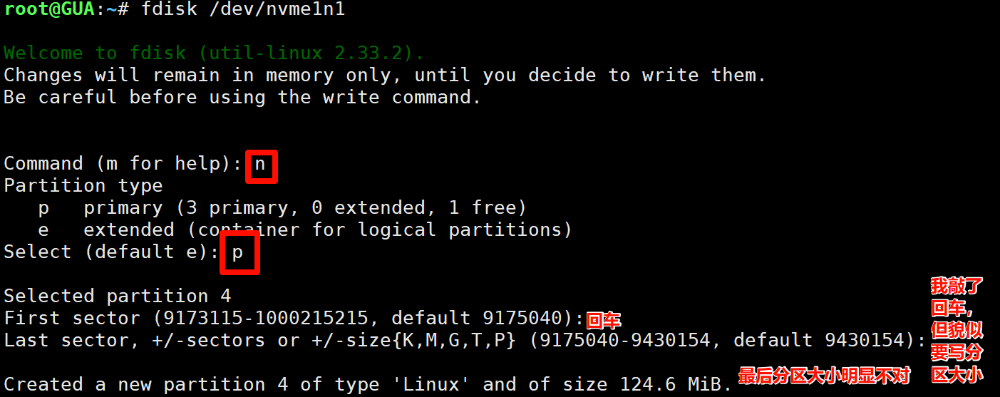 root@GUA:~# fdisk /dev/nvme1n1
Welcome to fdisk (util-linux 2.33.2).
Changes will remain in memory only, until you decide to write them.
Be careful before using the write command.
Command (m for help): n
Partition type
   p   primary (3 primary, 0 extended, 1 free)
   e   extended (container for logical partitions)
Select (default e): p
Selected partition 4
First sector (9173115-1000215215, default 9175040):回车
Last sector, +/-sectors or +/-size{K,M,G,T,P} (9175040-9430154, default 9430154):
我敲了
回车,
但貌似
要写分
区大小
Created a new partition 4 of type 'Linux' and of size 124.6 MiB.最后分区大小明显不对